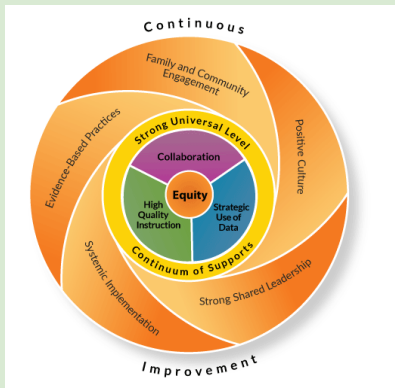 Continuous
Family and Community
Engagement
Evidence-Based Practices
Positive Culture
Strong Universal Level
Collaboration
Equity
High
Quality
Instruction
Strategic
Use of
Data
Continuum of Supports
Systemic Implementation
Strong Shared Leadership
Improvement